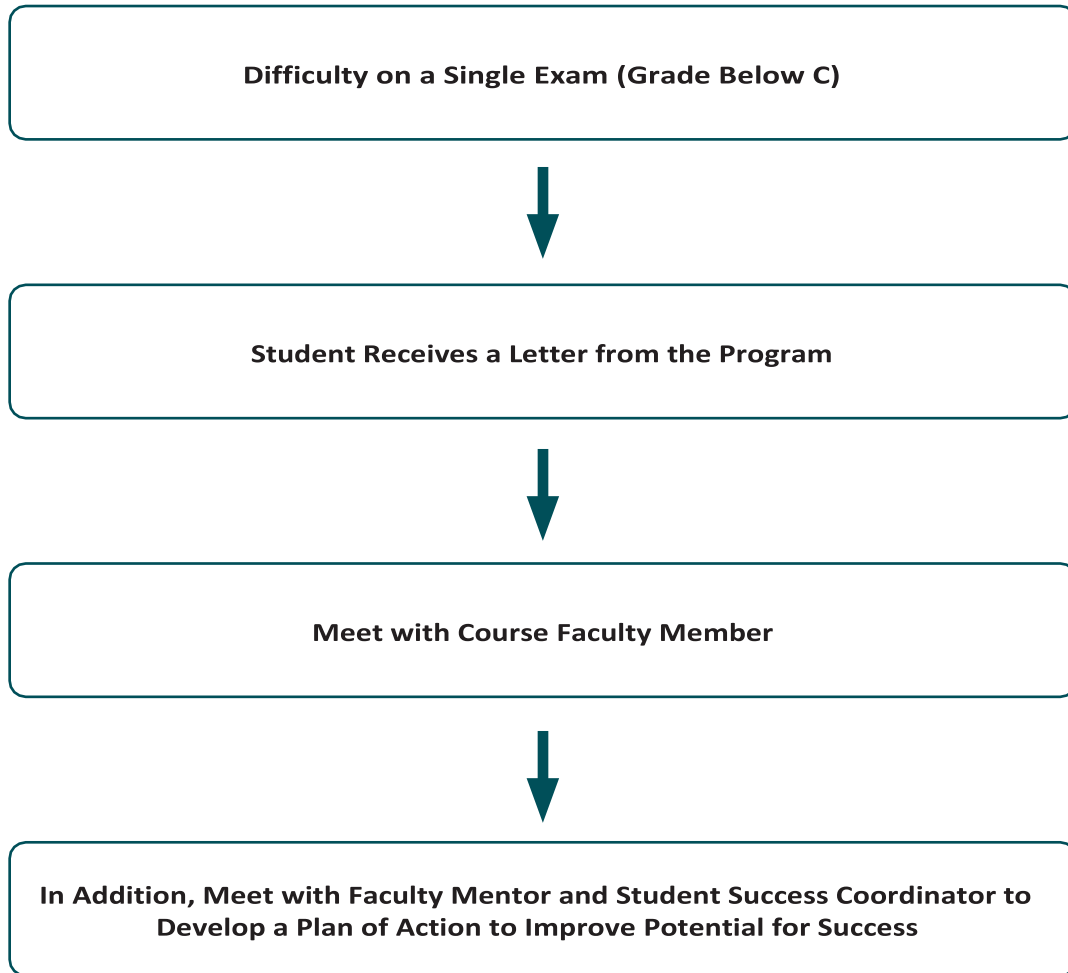 Difficulty on a Single Exam (Grade Below C)
Student Receives a Letter from the Program
Meet with Course Faculty Member
In Addition, Meet with Faculty Mentor and Student Success Coordinator to
Develop a Plan of Action to Improve Potential for Success